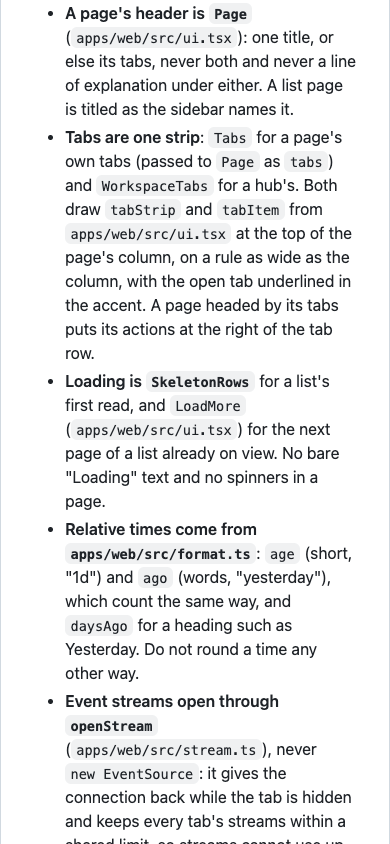 • A page's header is Page
(apps/web/src/ui.tsx): one title, or
else its tabs, never both and never a line
of explanation under either. A list page
is titled as the sidebar names it.
• Tabs are one strip: Tabs for a page's
own tabs (passed to Page as tabs)
and WorkspaceTabs for a hub's. Both
draw tabStrip and tabItem from
apps/web/src/ui.tsx at the top of the
page's column, on a rule as wide as the
column, with the open tab underlined in
the accent. A page headed by its tabs
puts its actions at the right of the tab
row.
• Loading is SkeletonRows for a list's
first read, and LoadMore
(apps/web/src/ui.tsx) for the next
page of a list already on view. No bare
"Loading" text and no spinners in a
page.
• Relative times come from
apps/web/src/format.ts: age (short,
"1d") and ago (words, "yesterday"),
which count the same way, and
daysAgo for a heading such as
Yesterday. Do not round a time any
other way.
• Event streams open through
openStream
(apps/web/src/stream.ts), never
new EventSource: it gives the
connection back while the tab is hidden
and keeps every tab's streams within a